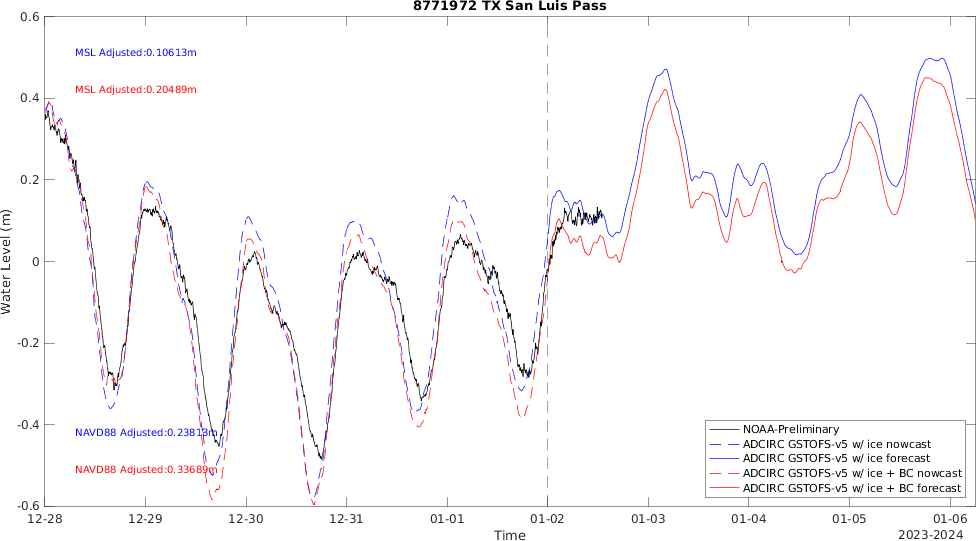 8771972 TX San Luis Pass
0.6
0.4
0.2
0
-0.2
-0.4
-0.6
Water Level (m)
MSL Adjusted:0.10613m
MSL Adjusted:0.20489m
NAVD88 Adjusted:0.23813m
NAVD88 Adjusted:0.33689m
NOAA-Preliminary
ADCIRC GSTOFS-v5 w/ ice nowcast
ADCIRC GSTOFS-v5 w/ ice forecast
ADCIRC GSTOFS-v5 w/ ice + BC nowcast
ADCIRC GSTOFS-v5 w/ ice + BC forecast
12-28 12-29 12-30 12-31 01-01 01-02 01-03 01-04 01-05 01-06
Time
2023-2024